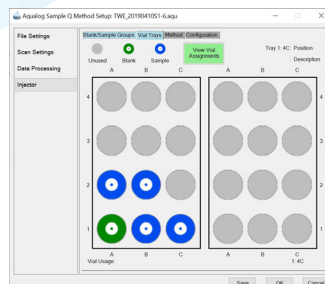 Aqualog Sample Q Method Setup: TWE_20190410S1-6.aqu
File Settings
Scan Settings
Data Processing
Injector
Blank/Sample Groups Vial Trays Method Configuration
Unused Blank Sample
View Vial Assignments
Tray 1: 4C: Position
Description
A B C A B C
4 4
3 3
2 2
1 1
A B C A B C
Vial Usage: 1: 4C
Save OK Cancel